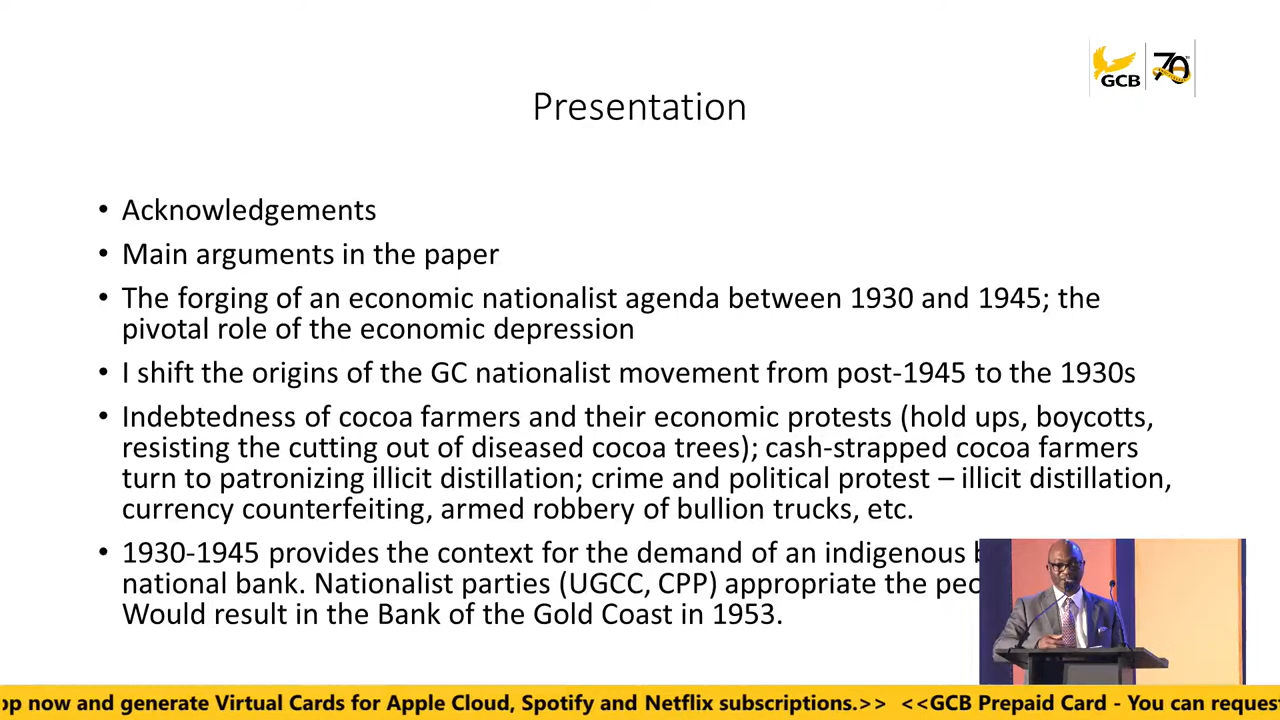 GCB
70
Presentation
• Acknowledgements
• Main arguments in the paper
• The forging of an economic nationalist agenda between 1930 and 1945; the
pivotal role of the economic depression
• I shift the origins of the GC nationalist movement from post-1945 to the 1930s
• Indebtedness of cocoa farmers and their economic protests (hold ups, boycotts,
resisting the cutting out of diseased cocoa trees); cash-strapped cocoa farmers
turn to patronizing illicit distillation; crime and political protest – illicit distillation,
currency counterfeiting, armed robbery of bullion trucks, etc.
• 1930-1945 provides the context for the demand of an indigenous
national bank. Nationalist parties (UGCC, CPP) appropriate the
Would result in the Bank of the Gold Coast in 1953.
now and generate Virtual Cards for Apple Cloud, Spotify and Netflix subscriptions.>> <<GCB Prepaid Card - You can